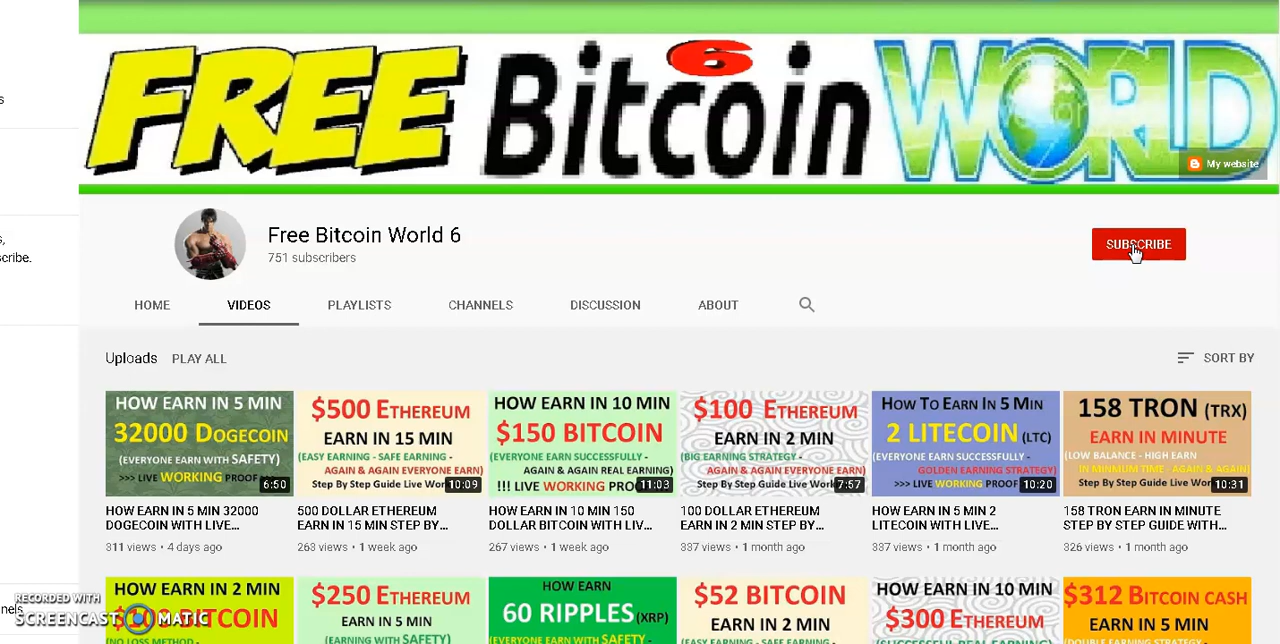 FREE Bitcoin 6 WORLD
My website
s
s,
scribe.
Free Bitcoin World 6
751 subscribers
SUBSCRIBE
HOME VIDEOS PLAYLISTS CHANNELS DISCUSSION ABOUT
Uploads PLAY ALL SORT BY
HOW EARN IN 5 MIN
32000 DOGECOIN
(EVERYONE EARN WITH SAFETY)
>>> LIVE WORKING PROOF
6:50
HOW EARN IN 5 MIN 32000
DOGECOIN WITH LIVE...
311 views • 4 days ago
$500 ETHEREUM
EARN IN 15 MIN
(EASY EARNING - SAFE EARNING -
AGAIN & AGAIN EVERYONE EARN)
Step By Step Guide Live Wor
10:09
500 DOLLAR ETHEREUM
EARN IN 15 MIN STEP BY...
263 views • 1 week ago
HOW EARN IN 10 MIN
$150 BITCOIN
(EVERYONE EARN SUCCESSFULLY -
AGAIN & AGAIN REAL EARNING)
!!! LIVE WORKING PRO
11:03
HOW EARN IN 10 MIN 150
DOLLAR BITCOIN WITH LIV...
267 views • 1 week ago
$100 ETHEREUM
EARN IN 2 MIN
(BIG EARNING STRATEGY -
AGAIN & AGAIN EVERYONE EARN)
Step By Step Guide Live Work
7:57
100 DOLLAR ETHEREUM
EARN IN 2 MIN STEP BY...
337 views • 1 month ago
HOW TO EARN IN 5 MIN
2 LITECOIN (LTC)
(EVERYONE EARN SUCCESSFULLY -
GOLDEN EARNING STRATEGY)
>>> LIVE WORKING PROOF
10:20
HOW EARN IN 5 MIN 2
LITECOIN WITH LIVE...
337 views • 1 month ago
158 TRON (TRX)
EARN IN MINUTE
(LOW BALANCE - HIGH EARN
IN MINMIUM TIME - AGAIN & AGAIN)
Step By Step Guide Live Wor
10:31
158 TRON EARN IN MINUTE
STEP BY STEP GUIDE WITH...
326 views • 1 month ago
HOW EARN IN 2 MIN
BITCOIN
(NO LOSS METHOD -
$250 ETHEREUM
EARN IN 5 MIN
(EARNING WITH SAFETY)
HOW EARN
60 RIPPLES (XRP)
(EVERYONE EARN WITH SAFETY -
$52 BITCOIN
EARN IN 2 MIN
(EASY EARNING - SAFE EARNING -
HOW EARN IN 10 MIN
$300 ETHEREUM
(SUCCESSFUL REAL EARNING)
$312 BITCOIN CASH
EARN IN 5 MIN
(DOUBLE EARNING STRATEGY -
nels
RECORDED WITH
SCREENCAST MATIC